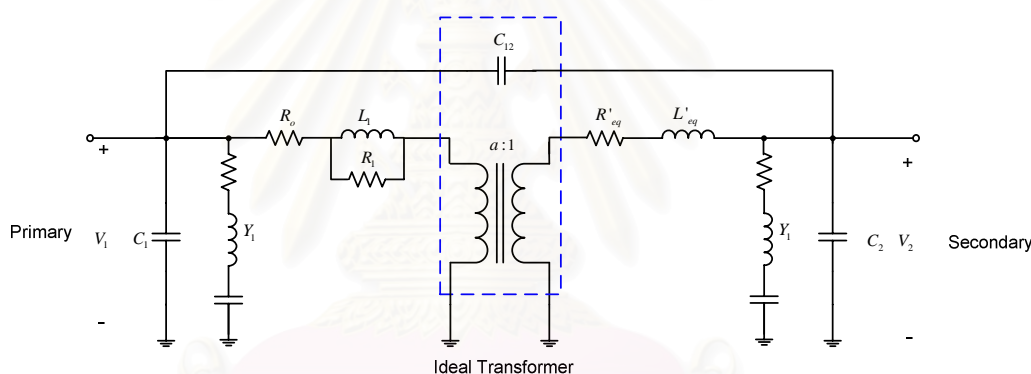 C₁₂
Rₒ
L₁
R₁
a:1
R'eq
L'eq
+
+
Primary
V₁
C₁
Y₁
Y₁
C₂
V₂
Secondary
-
-
Ideal Transformer